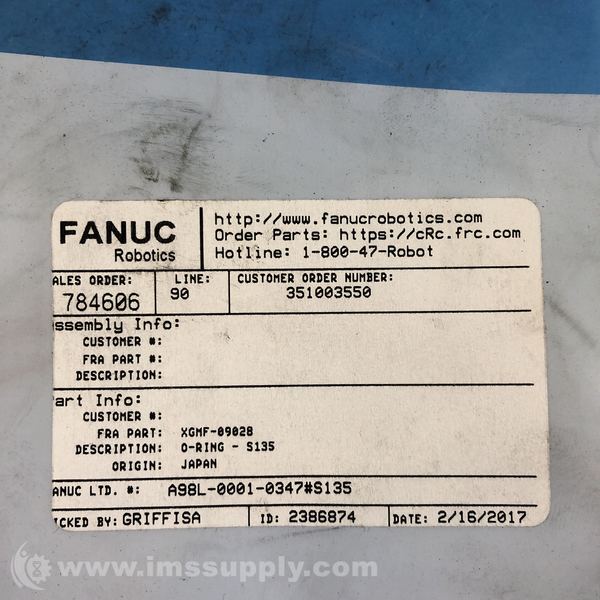 FANUC
Robotics
http://www.fanucrobotics.com
Order Parts: https://cRc.frc.com
Hotline: 1-800-47-Robot
ALES ORDER:
784606
LINE:
90
CUSTOMER ORDER NUMBER:
351003550
ssembly Info:
CUSTOMER #:
FRA PART #:
DESCRIPTION:
art Info:
CUSTOMER #:
FRA PART: XGMF-09028
DESCRIPTION: O-RING - S135
ORIGIN: JAPAN
ANUC LTD. #: A98L-0001-0347#S135
ICKED BY: GRIFFISA
ID: 2386874
DATE: 2/16/2017
www.imssupply.com